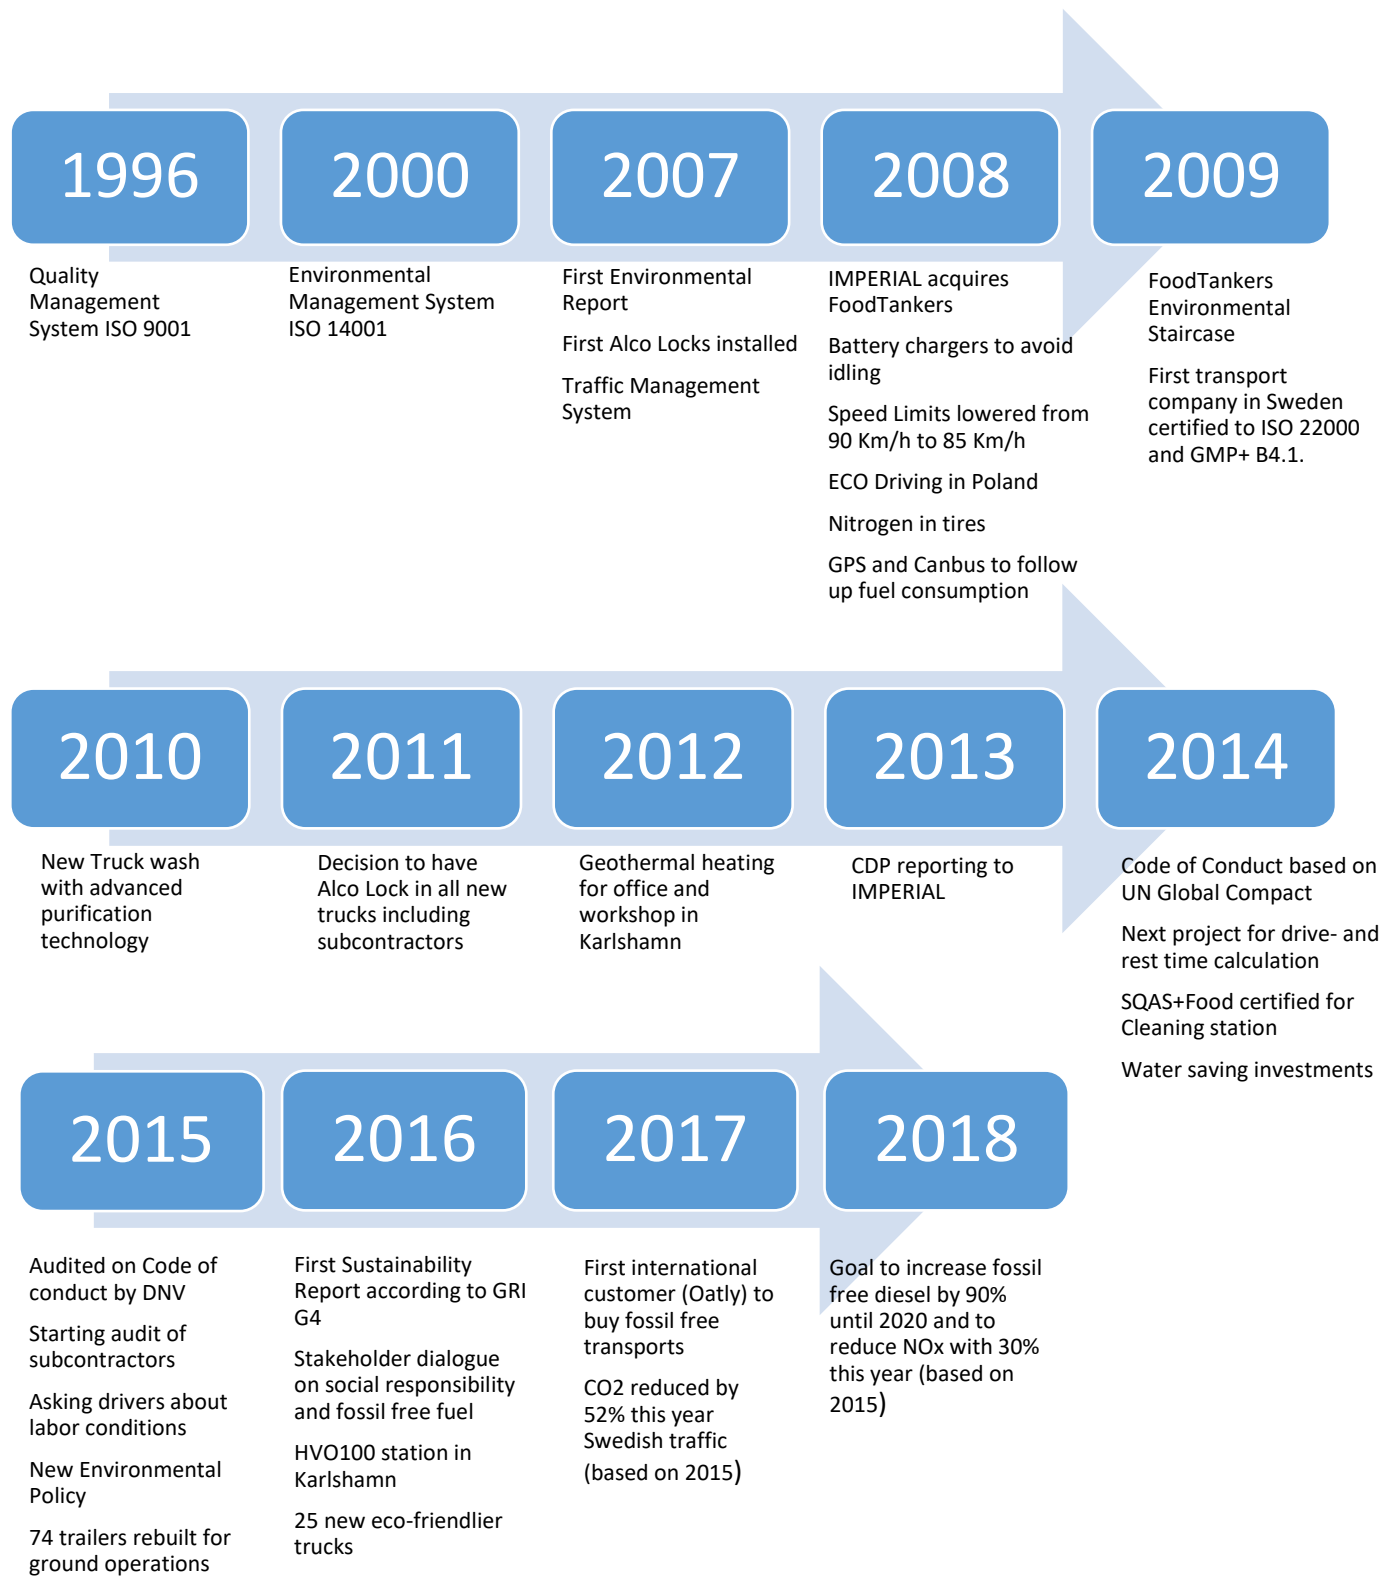 1996
2000
2007
2008
2009
Quality
Management
System ISO 9001
Environmental
Management System
ISO 14001
First Environmental
Report
First Alco Locks installed
Traffic Management
System
IMPERIAL acquires
FoodTankers
Battery chargers to avoid
idling
Speed Limits lowered from
90 Km/h to 85 Km/h
ECO Driving in Poland
Nitrogen in tires
GPS and Canbus to follow
up fuel consumption
FoodTankers
Environmental
Staircase
First transport
company in Sweden
certified to ISO 22000
and GMP+ B4.1.
2010
2011
2012
2013
2014
New Truck wash
with advanced
purification
technology
Decision to have
Alco Lock in all new
trucks including
subcontractors
Geothermal heating
for office and
workshop in
Karlshamn
CDP reporting to
IMPERIAL
Code of Conduct based on
UN Global Compact
Next project for drive- and
rest time calculation
SQAS+Food certified for
Cleaning station
Water saving investments
2015
2016
2017
2018
Audited on Code of
conduct by DNV
Starting audit of
subcontractors
Asking drivers about
labor conditions
New Environmental
Policy
74 trailers rebuilt for
ground operations
First Sustainability
Report according to GRI
G4
Stakeholder dialogue
on social responsibility
and fossil free fuel
HVO100 station in
Karlshamn
25 new eco-friendlier
trucks
First international
customer (Oatly) to
buy fossil free
transports
CO2 reduced by
52% this year
Swedish traffic
(based on 2015)
Goal to increase fossil
free diesel by 90%
until 2020 and to
reduce NOx with 30%
this year (based on
2015)